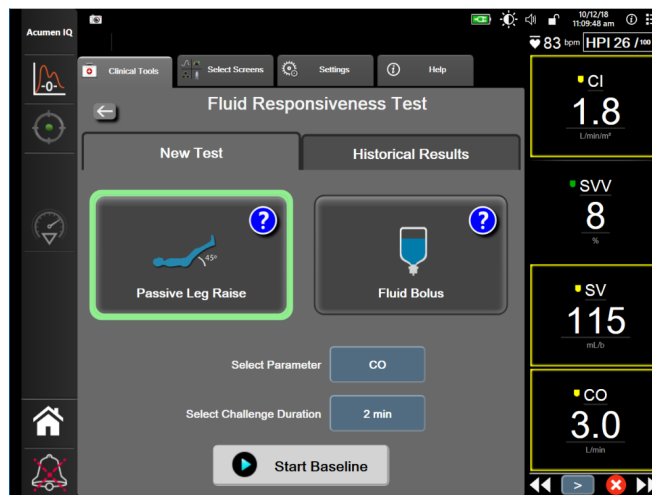 Acumen IQ
10/12/18
11:09:48 am
83 bpm HPI 26 /100
-0-
Clinical Tools
Select Screens
Settings
Help
Fluid Responsiveness Test
New Test
Historical Results
?
45°
Passive Leg Raise
?
Fluid Bolus
Select Parameter
CO
Select Challenge Duration
2 min
Start Baseline
CI
1.8
L/min/m²
SVV
8
%
SV
115
mL/b
CO
3.0
L/min